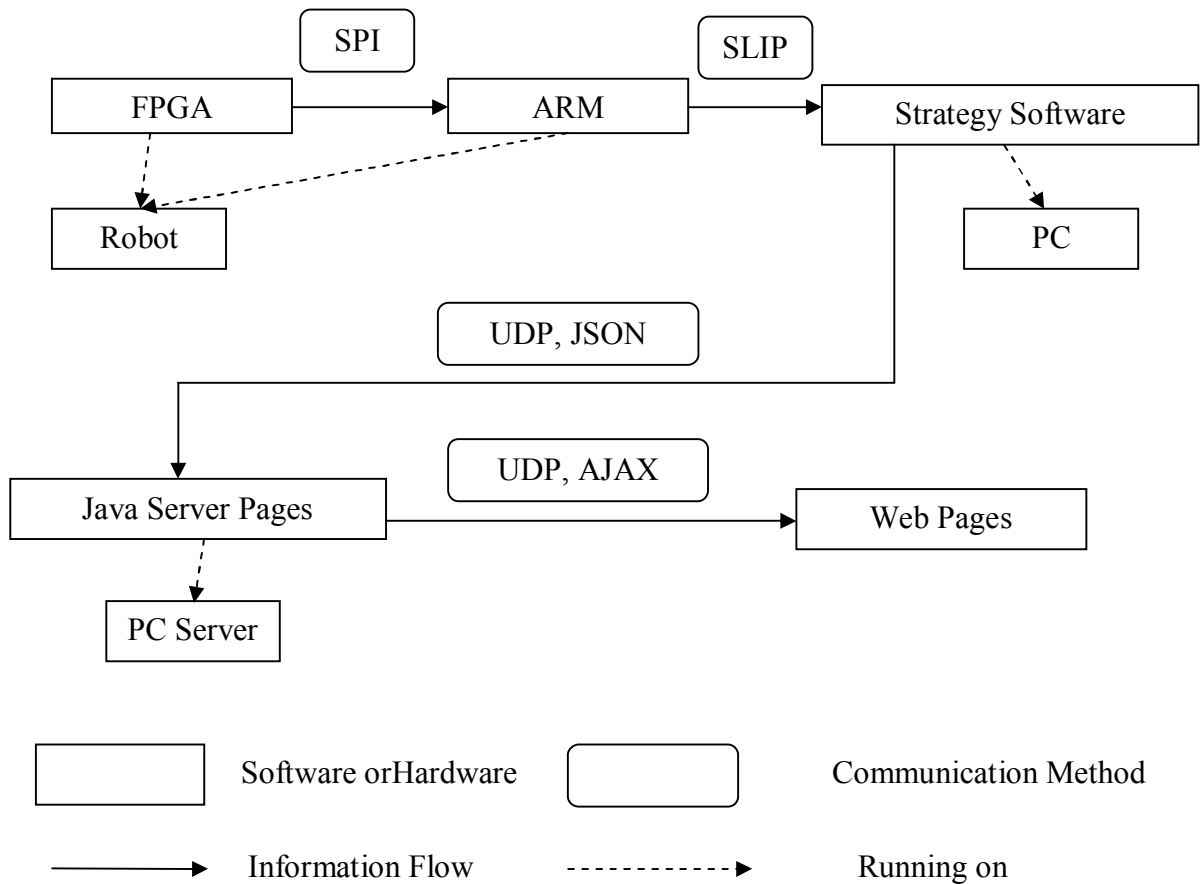 SPI
SLIP
FPGA
ARM
Strategy Software
Robot
PC
UDP, JSON
UDP, AJAX
Java Server Pages
Web Pages
PC Server
Software orHardware
Communication Method
Information Flow
Running on